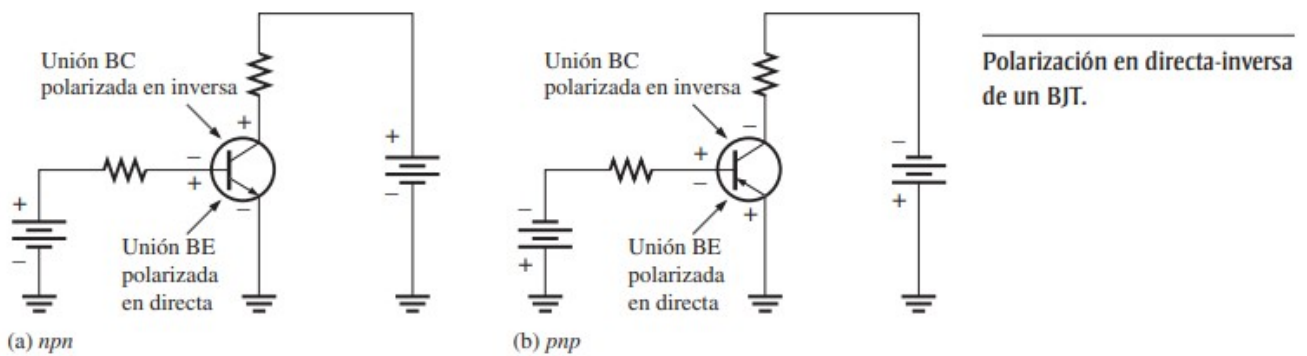 Unión BC
polarizada en inversa
+
–
+
–
+
–
+
–
Unión BE
polarizada
en directa
(a) npn
Unión BC
polarizada en inversa
–
+
–
+
–
+
–
+
Unión BE
polarizada
en directa
(b) pnp
Polarización en directa-inversa
de un BJT.